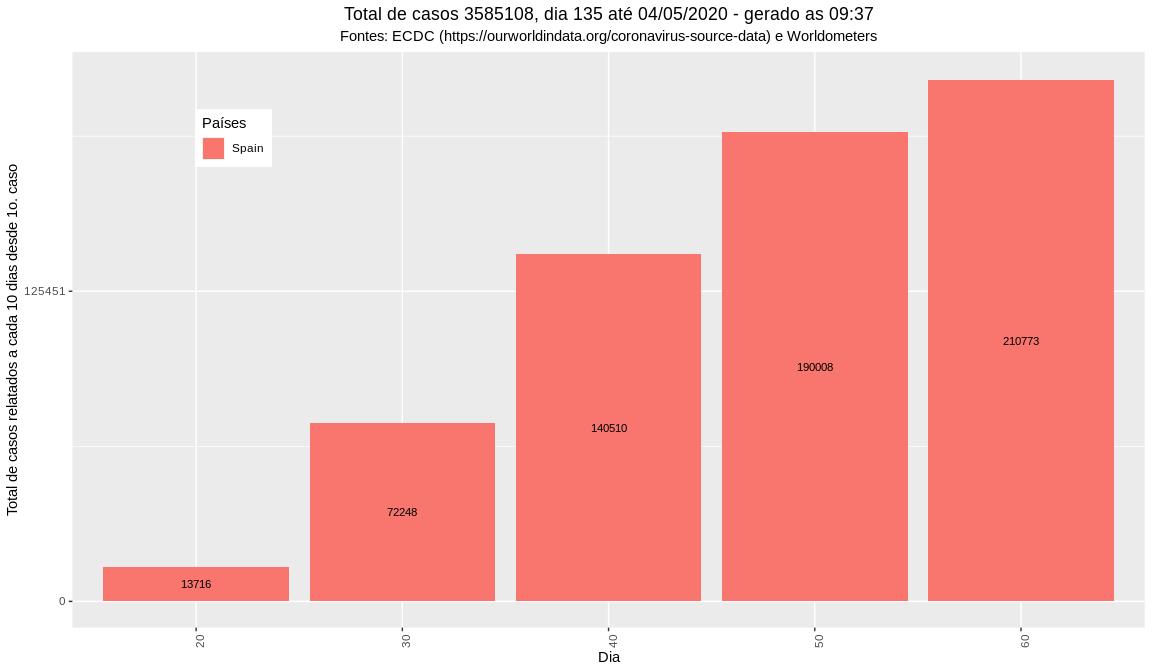 Total de casos 3585108, dia 135 até 04/05/2020 - gerado as 09:37
Fontes: ECDC (https://ourworldindata.org/coronavirus-source-data) e Worldometers
Total de casos relatados a cada 10 dias desde 1o. caso
Países
Spain
125451
0
13716
72248
140510
190008
210773
20
30
40
50
60
Dia